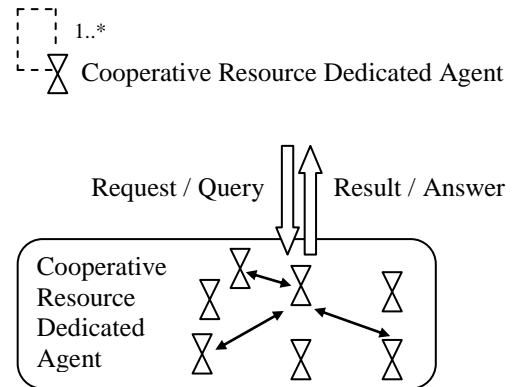 1..*
Cooperative Resource Dedicated Agent
Request / Query
Result / Answer
Cooperative
Resource
Dedicated
Agent